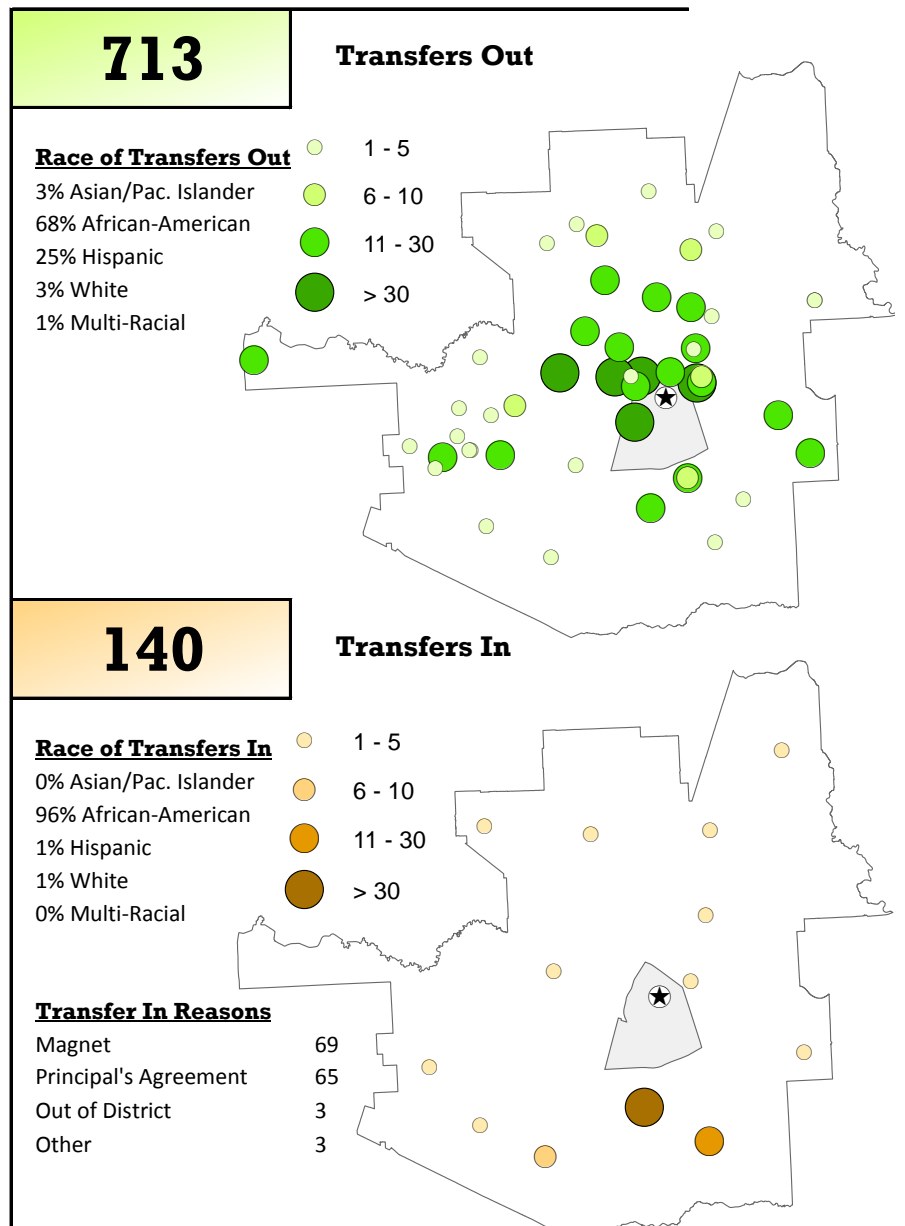 713
Transfers Out
Race of Transfers Out
3% Asian/Pac. Islander
68% African-American
25% Hispanic
3% White
1% Multi-Racial
1 - 5
6 - 10
11 - 30
> 30
140
Transfers In
Race of Transfers In
0% Asian/Pac. Islander
96% African-American
1% Hispanic
1% White
0% Multi-Racial
1 - 5
6 - 10
11 - 30
> 30
Transfer In Reasons
Magnet 69
Principal's Agreement 65
Out of District 3
Other 3